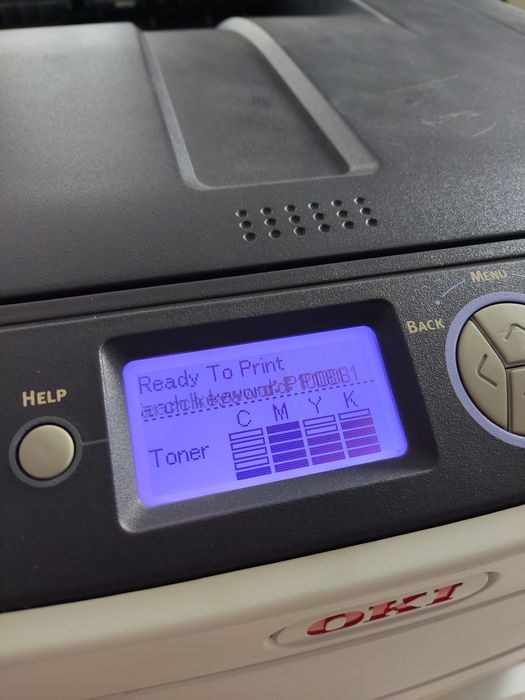 MENU
BACK
HELP
Ready To Print
C M Y K
Toner
OKI